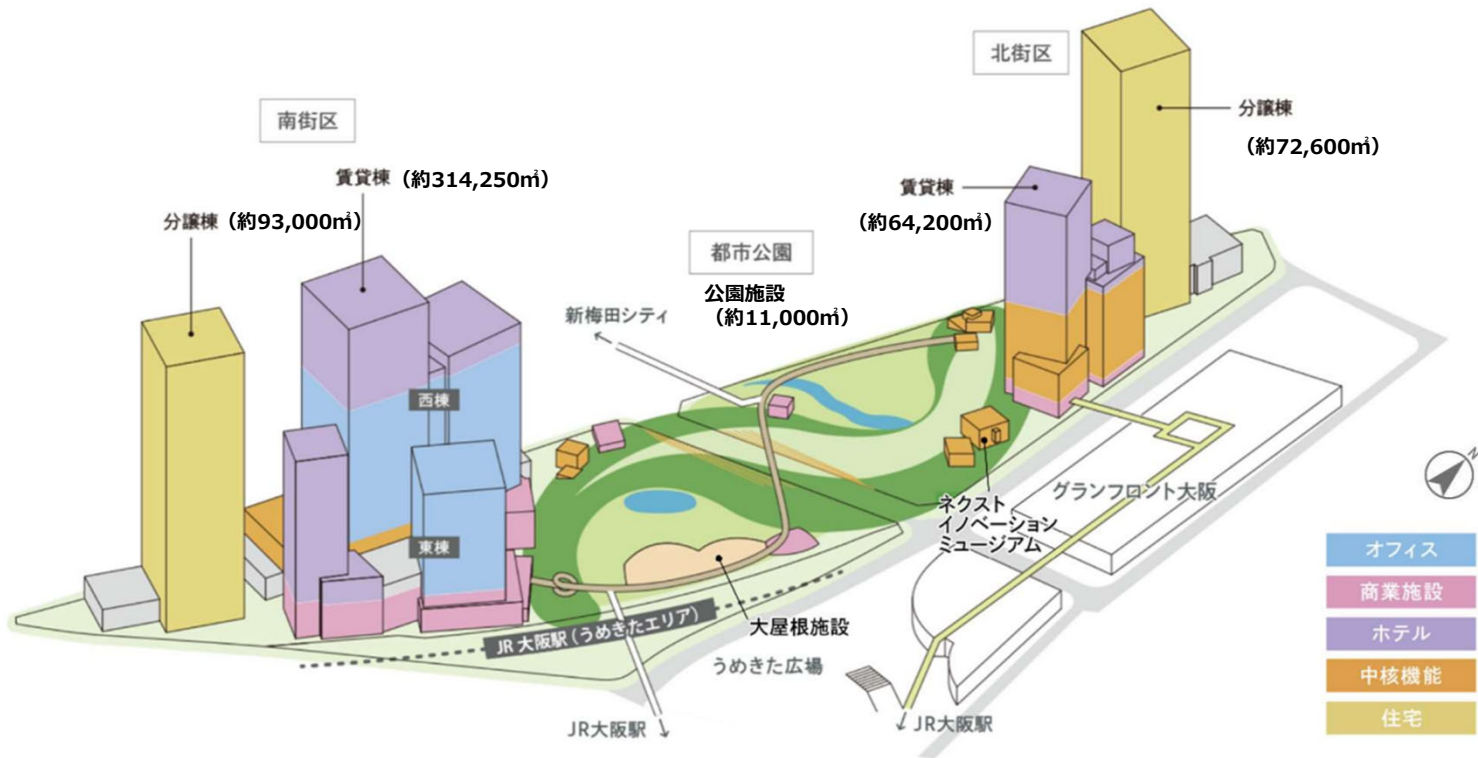 北街区
分譲棟
(約72,600㎡)
南街区
賃貸棟 (約314,250㎡)
賃貸棟
(約64,200㎡)
分譲棟 (約93,000㎡)
都市公園
公園施設
(約11,000㎡)
新梅田シティ
西棟
東棟
ネクスト
イノベーション
ミュージアム
グランフロント大阪
N
JR 大阪駅 (うめきたエリア)
大屋根施設
うめきた広場
JR大阪駅
JR大阪駅
オフィス
商業施設
ホテル
中核機能
住宅